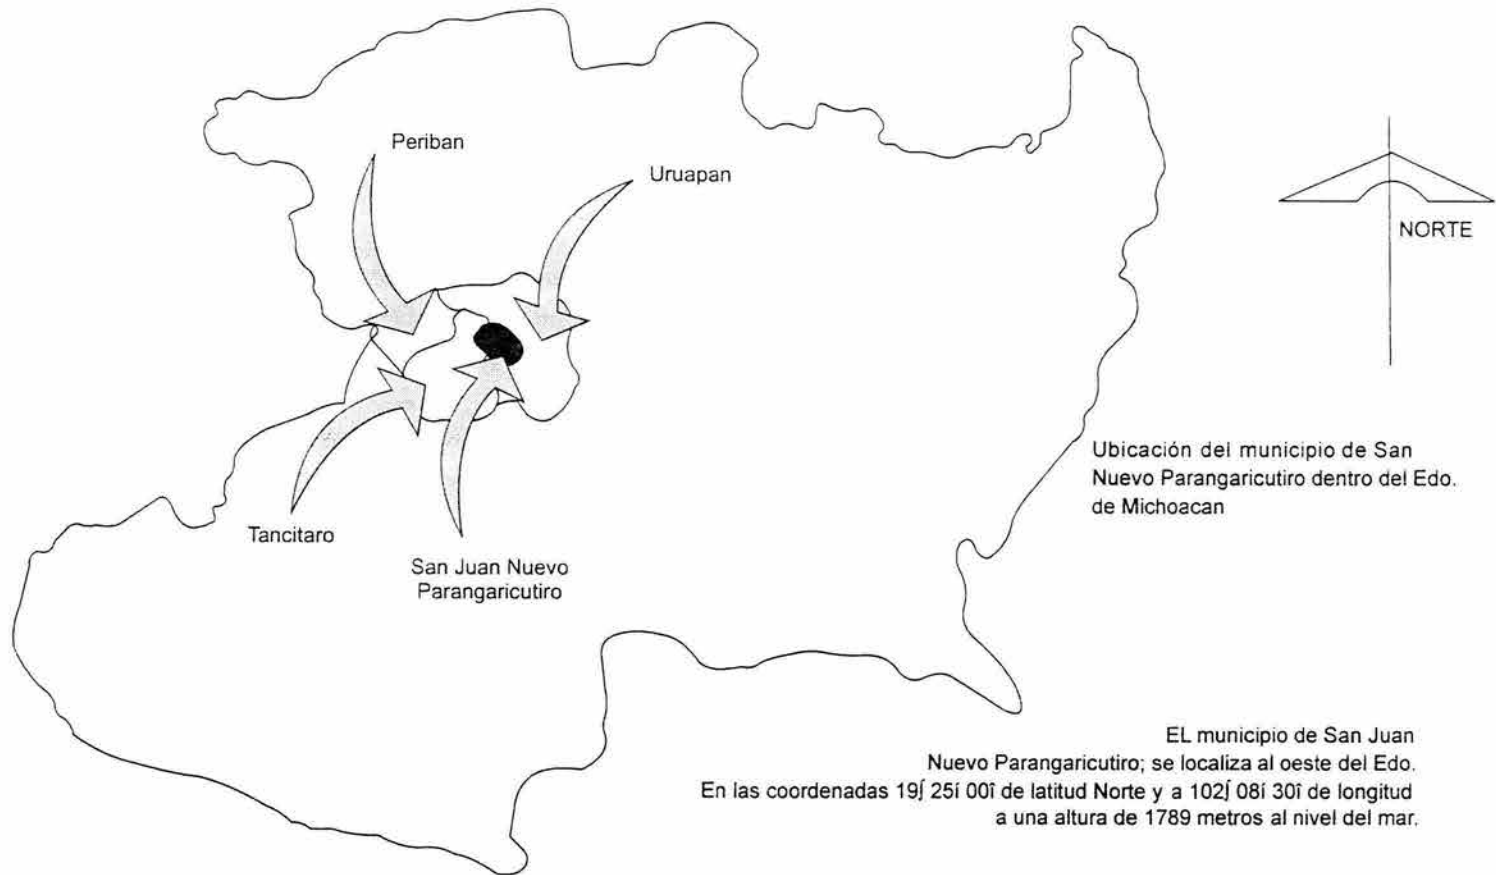 Periban
Uruapan
NORTE
Ubicación del municipio de San
Nuevo Parangaricutiro dentro del Edo.
de Michoacan
Tancitaro
San Juan Nuevo
Parangaricutiro
EL municipio de San Juan
Nuevo Parangaricutiro; se localiza al oeste del Edo.
En las coordenadas 19∫ 25í 00î de latitud Norte y a 102∫ 08í 30î de longitud
a una altura de 1789 metros al nivel del mar.